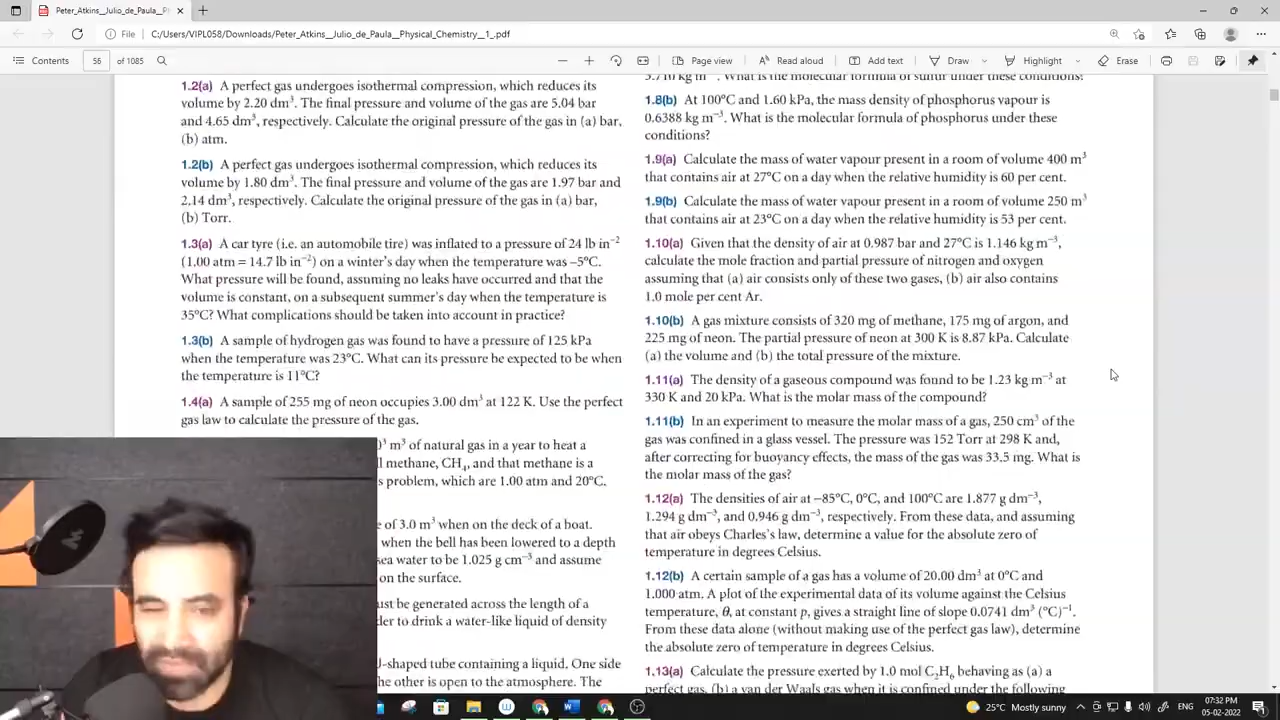 Peter_Atkins__Julio_de_Paula__P
File
C:/Users/VIPL058/Downloads/Peter_Atkins__Julio_de_Paula__Physical_Chemistry__1_.pdf
Contents
56
of 1085
Page view
Read aloud
Add text
Draw
Highlight
Erase
1.2(a) A perfect gas undergoes isothermal compression, which reduces its
volume by 2.20 dm³. The final pressure and volume of the gas are 5.04 bar
and 4.65 dm³, respectively. Calculate the original pressure of the gas in (a) bar,
(b) atm.
1.2(b) A perfect gas undergoes isothermal compression, which reduces its
volume by 1.80 dm³. The final pressure and volume of the gas are 1.97 bar and
2.14 dm³, respectively. Calculate the original pressure of the gas in (a) bar,
(b) Torr.
1.3(a) A car tyre (i.e. an automobile tire) was inflated to a pressure of 24 lb in⁻²
(1.00 atm = 14.7 lb in⁻²) on a winter's day when the temperature was –5°C.
What pressure will be found, assuming no leaks have occurred and that the
volume is constant, on a subsequent summer's day when the temperature is
35°C? What complications should be taken into account in practice?
1.3(b) A sample of hydrogen gas was found to have a pressure of 125 kPa
when the temperature was 23°C. What can its pressure be expected to be when
the temperature is 11°C?
1.4(a) A sample of 255 mg of neon occupies 3.00 dm³ at 122 K. Use the perfect
gas law to calculate the pressure of the gas.
m³ of natural gas in a year to heat a
methane, CH₄, and that methane is a
s problem, which are 1.00 atm and 20°C.
e of 3.0 m³ when on the deck of a boat.
when the bell has been lowered to a depth
sea water to be 1.025 g cm⁻³ and assume
on the surface.
ust be generated across the length of a
der to drink a water-like liquid of density
U-shaped tube containing a liquid. One side
he other is open to the atmosphere. The
3.710 kg m⁻³. What is the molecular formula of sulfur under these conditions?
1.8(b) At 100°C and 1.60 kPa, the mass density of phosphorus vapour is
0.6388 kg m⁻³. What is the molecular formula of phosphorus under these
conditions?
1.9(a) Calculate the mass of water vapour present in a room of volume 400 m³
that contains air at 27°C on a day when the relative humidity is 60 per cent.
1.9(b) Calculate the mass of water vapour present in a room of volume 250 m³
that contains air at 23°C on a day when the relative humidity is 53 per cent.
1.10(a) Given that the density of air at 0.987 bar and 27°C is 1.146 kg m⁻³,
calculate the mole fraction and partial pressure of nitrogen and oxygen
assuming that (a) air consists only of these two gases, (b) air also contains
1.0 mole per cent Ar.
1.10(b) A gas mixture consists of 320 mg of methane, 175 mg of argon, and
225 mg of neon. The partial pressure of neon at 300 K is 8.87 kPa. Calculate
(a) the volume and (b) the total pressure of the mixture.
1.11(a) The density of a gaseous compound was found to be 1.23 kg m⁻³ at
330 K and 20 kPa. What is the molar mass of the compound?
1.11(b) In an experiment to measure the molar mass of a gas, 250 cm³ of the
gas was confined in a glass vessel. The pressure was 152 Torr at 298 K and,
after correcting for buoyancy effects, the mass of the gas was 33.5 mg. What is
the molar mass of the gas?
1.12(a) The densities of air at –85°C, 0°C, and 100°C are 1.877 g dm⁻³,
1.294 g dm⁻³, and 0.946 g dm⁻³, respectively. From these data, and assuming
that air obeys Charles's law, determine a value for the absolute zero of
temperature in degrees Celsius.
1.12(b) A certain sample of a gas has a volume of 20.00 dm³ at 0°C and
1.000 atm. A plot of the experimental data of its volume against the Celsius
temperature, θ, at constant p, gives a straight line of slope 0.0741 dm³ (°C)⁻¹.
From these data alone (without making use of the perfect gas law), determine
the absolute zero of temperature in degrees Celsius.
1.13(a) Calculate the pressure exerted by 1.0 mol C₂H₆ behaving as (a) a
perfect gas, (b) a van der Waals gas when it is confined under the following
25°C Mostly sunny
ENG
07:32 PM
05-02-2022